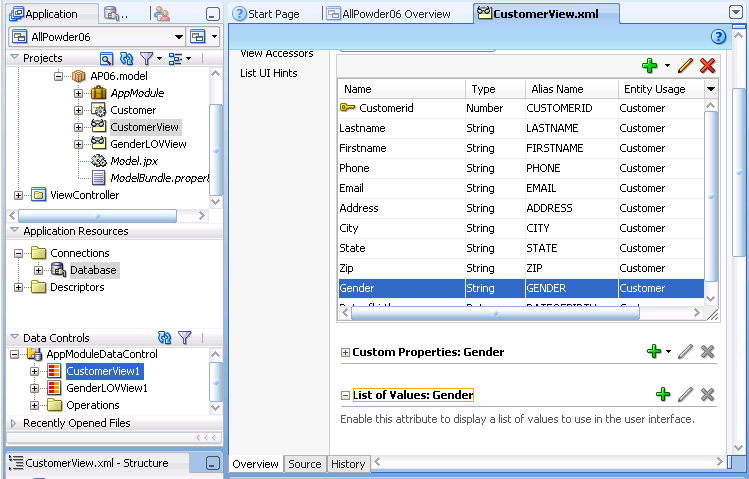 Application
AllPowder06
Projects
AP06.model
AppModule
Customer
CustomerView
GenderLOVView
Model.jpx
ModelBundle.propert
ViewController
Application Resources
Connections
Database
Descriptors
Data Controls
AppModuleDataControl
CustomerView1
GenderLOVView1
Operations
Recently Opened Files
CustomerView.xml - Structure
Start Page
AllPowder06 Overview
CustomerView.xml
View Accessors
List UI Hints
Name Type Alias Name Entity Usage
Customerid Number CUSTOMERID Customer
Lastname String LASTNAME Customer
Firstname String FIRSTNAME Customer
Phone String PHONE Customer
Email String EMAIL Customer
Address String ADDRESS Customer
City String CITY Customer
State String STATE Customer
Zip String ZIP Customer
Gender String GENDER Customer
Custom Properties: Gender
List of Values: Gender
Enable this attribute to display a list of values to use in the user interface.
Overview Source History